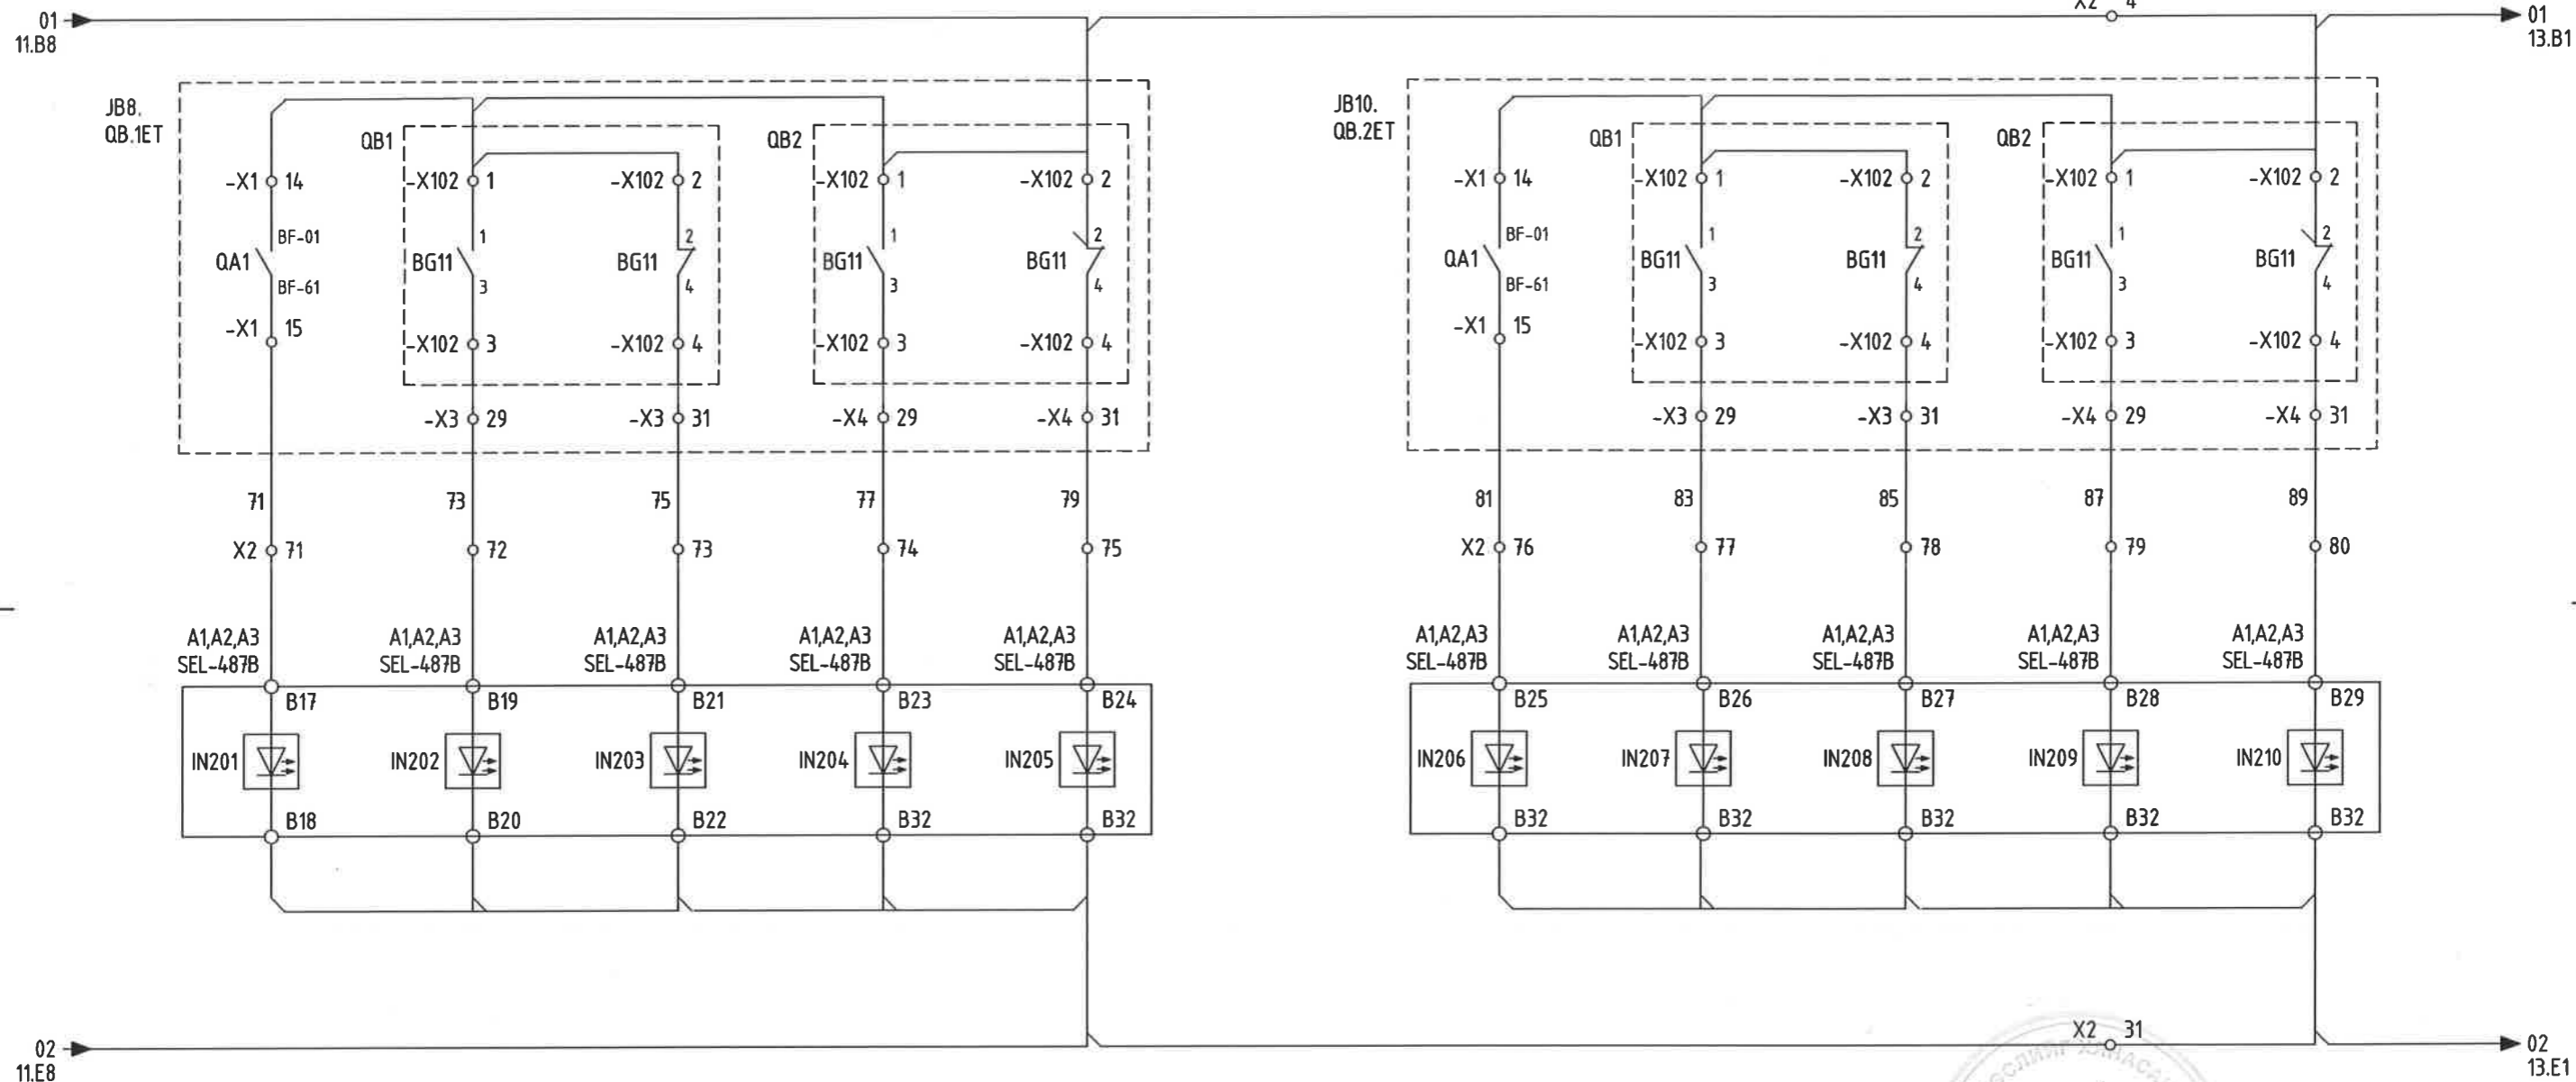 01
11.B8
X2 4
01
13.B1
JB8.
QB.1ET
QB1
QB2
-X1 14
-X102 1
-X102 2
-X102 1
-X102 2
QA1
BF-01
BF-61
BG11
1
3
BG11
2
4
BG11
1
3
BG11
2
4
-X1 15
-X102 3
-X102 4
-X102 3
-X102 4
-X3 29
-X3 31
-X4 29
-X4 31
71
73
75
77
79
X2 71
72
73
74
75
A1,A2,A3
SEL-487B
A1,A2,A3
SEL-487B
A1,A2,A3
SEL-487B
A1,A2,A3
SEL-487B
A1,A2,A3
SEL-487B
B17
B19
B21
B23
B24
IN201
IN202
IN203
IN204
IN205
B18
B20
B22
B32
B32
JB10.
QB.2ET
QB1
QB2
-X1 14
-X102 1
-X102 2
-X102 1
-X102 2
QA1
BF-01
BF-61
BG11
1
3
BG11
2
4
BG11
1
3
BG11
2
4
-X1 15
-X102 3
-X102 4
-X102 3
-X102 4
-X3 29
-X3 31
-X4 29
-X4 31
81
83
85
87
89
X2 76
77
78
79
80
A1,A2,A3
SEL-487B
A1,A2,A3
SEL-487B
A1,A2,A3
SEL-487B
A1,A2,A3
SEL-487B
A1,A2,A3
SEL-487B
B25
B26
B27
B28
B29
IN206
IN207
IN208
IN209
IN210
B32
B32
B32
B32
B32
02
11.E8
X2 31
02
13.E1